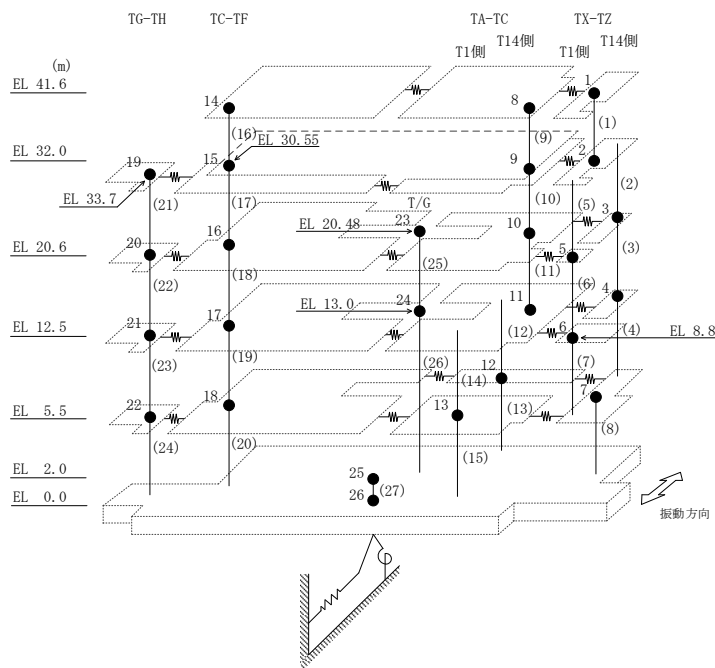 TG-TH TC-TF TA-TC TX-TZ
T1側 T14側 T1側 T14側
(m)
EL 41.6
14 8 1
(16) (9) (1)
EL 30.55
EL 32.0
19 15 9 2
EL 33.7
(21) (17) (10) (2)
T/G
EL 20.48 23
16 10 (5) 3
EL 20.6
20 (25) (11) 5 (3)
(22) (18)
EL 13.0 24 11 (6) 4
EL 12.5
21 17 (12) 6 (4) EL 8.8
(23) (19) (26) 12 (7)
(14)
EL 5.5
22 18 13 (13) 7
(24) (20) (15) (8)
EL 2.0
25
(27)
EL 0.0
26
振動方向